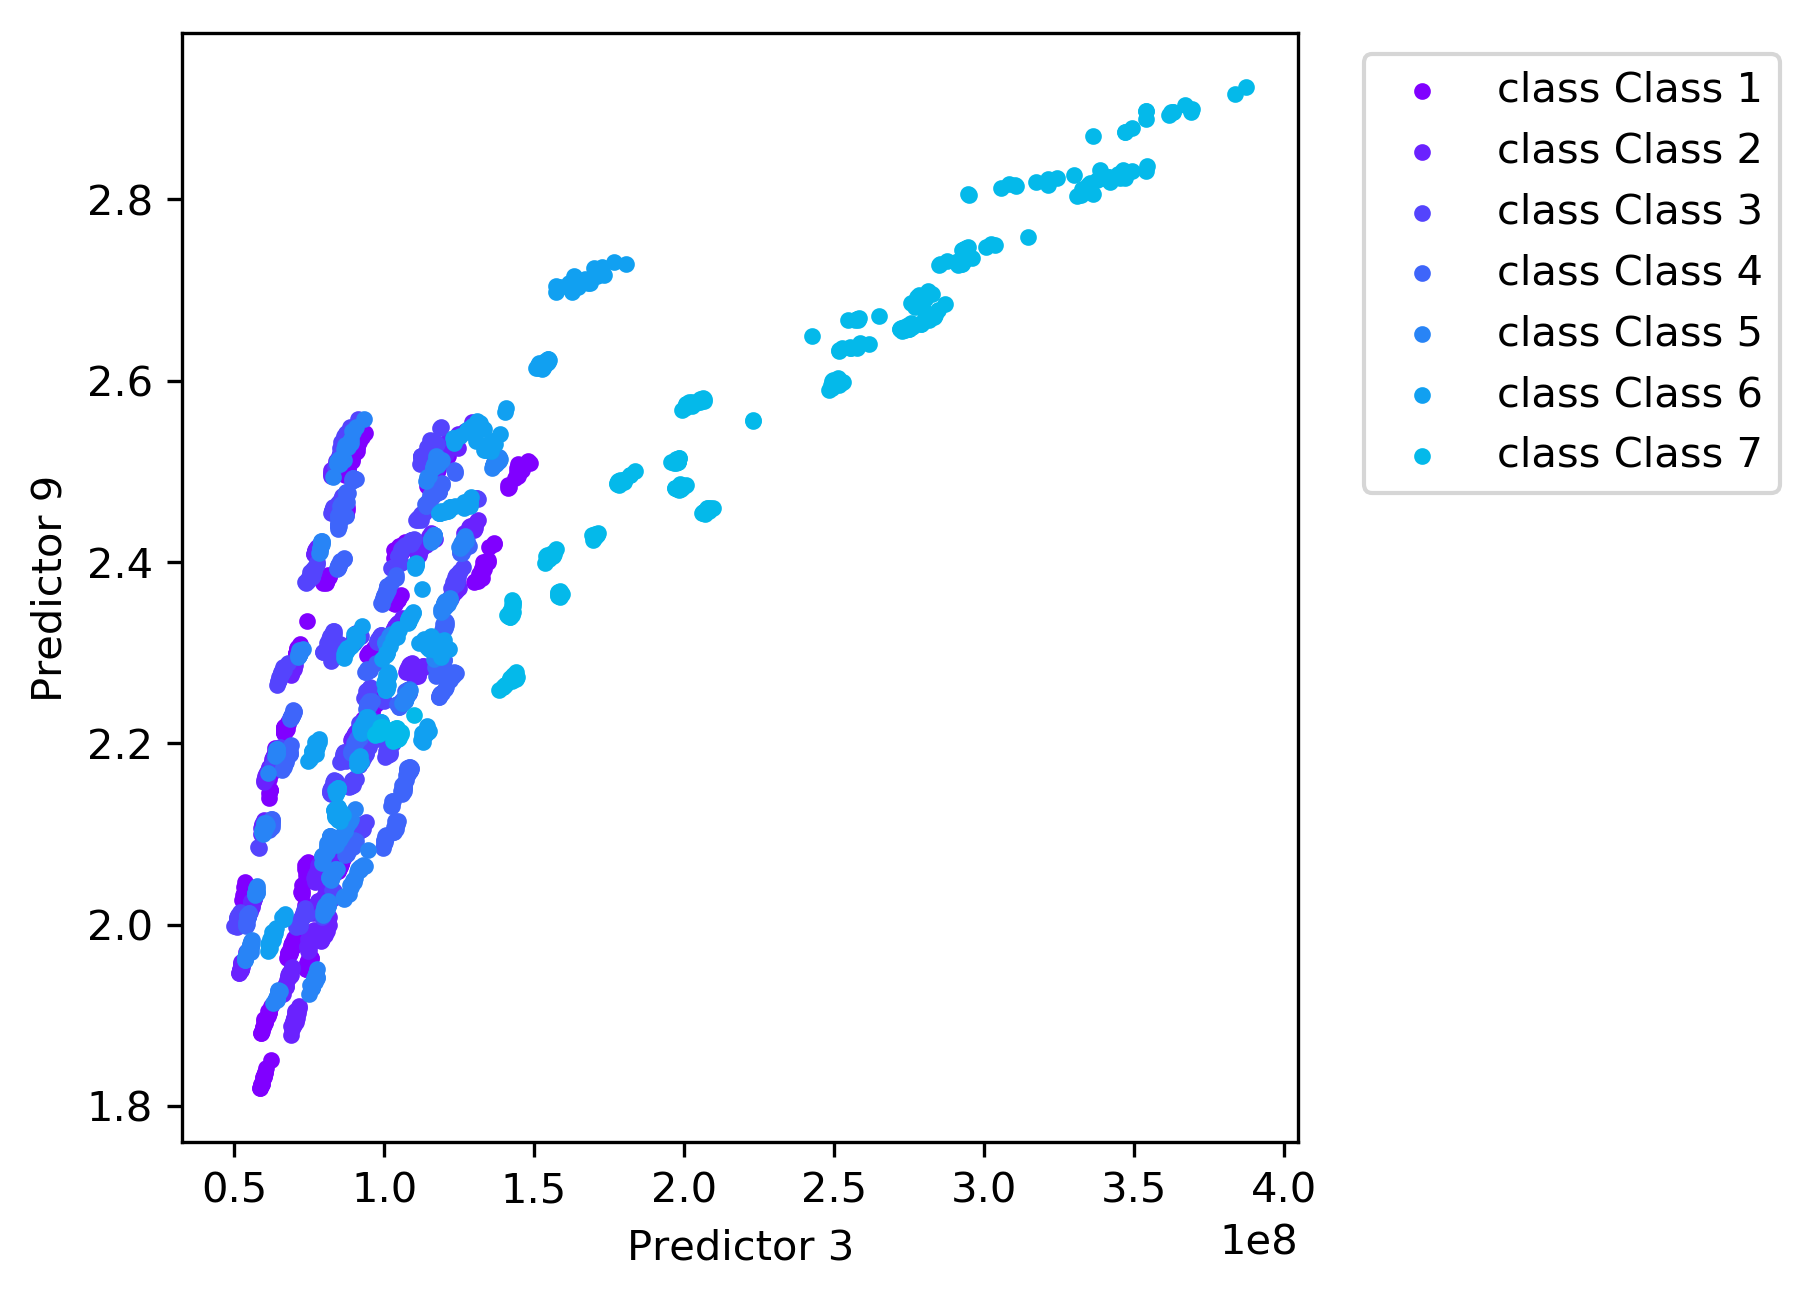 class Class 1
class Class 2
class Class 3
class Class 4
class Class 5
class Class 6
class Class 7
Predictor 9
2.8
2.6
2.4
2.2
2.0
1.8
0.5 1.0 1.5 2.0 2.5 3.0 3.5 4.0
1e8
Predictor 3